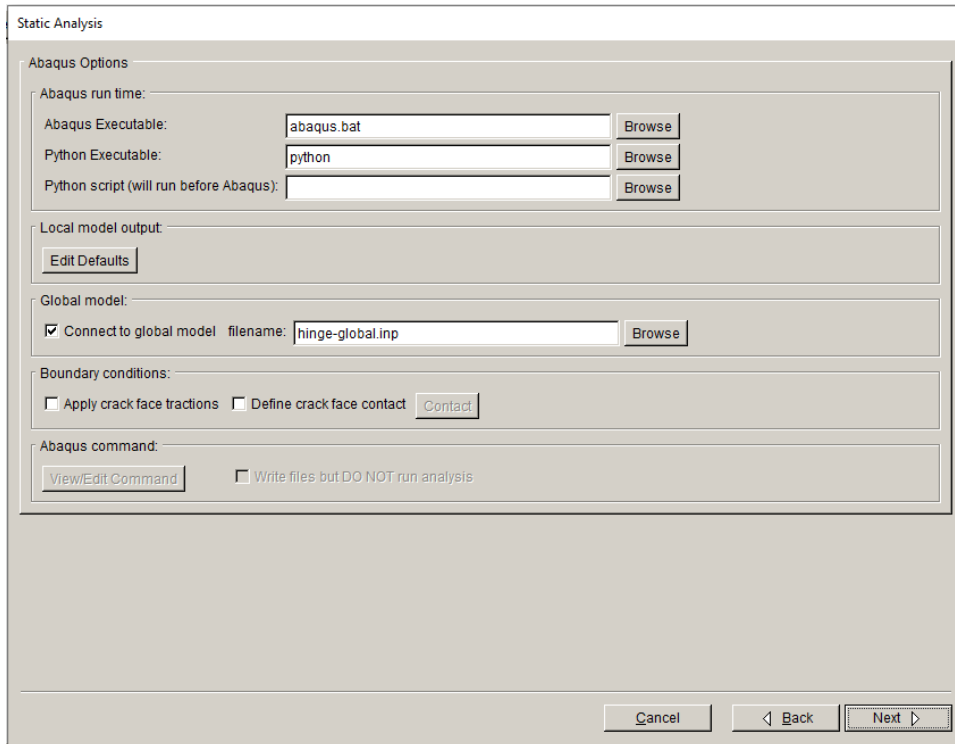 Static Analysis
Abaqus Options
Abaqus run time:
Abaqus Executable: abaqus.bat Browse
Python Executable: python Browse
Python script (will run before Abaqus): Browse
Local model output:
Edit Defaults
Global model:
Connect to global model filename: hinge-global.inp Browse
Boundary conditions:
Apply crack face tractions Define crack face contact Contact
Abaqus command:
View/Edit Command Write files but DO NOT run analysis
Cancel Back Next